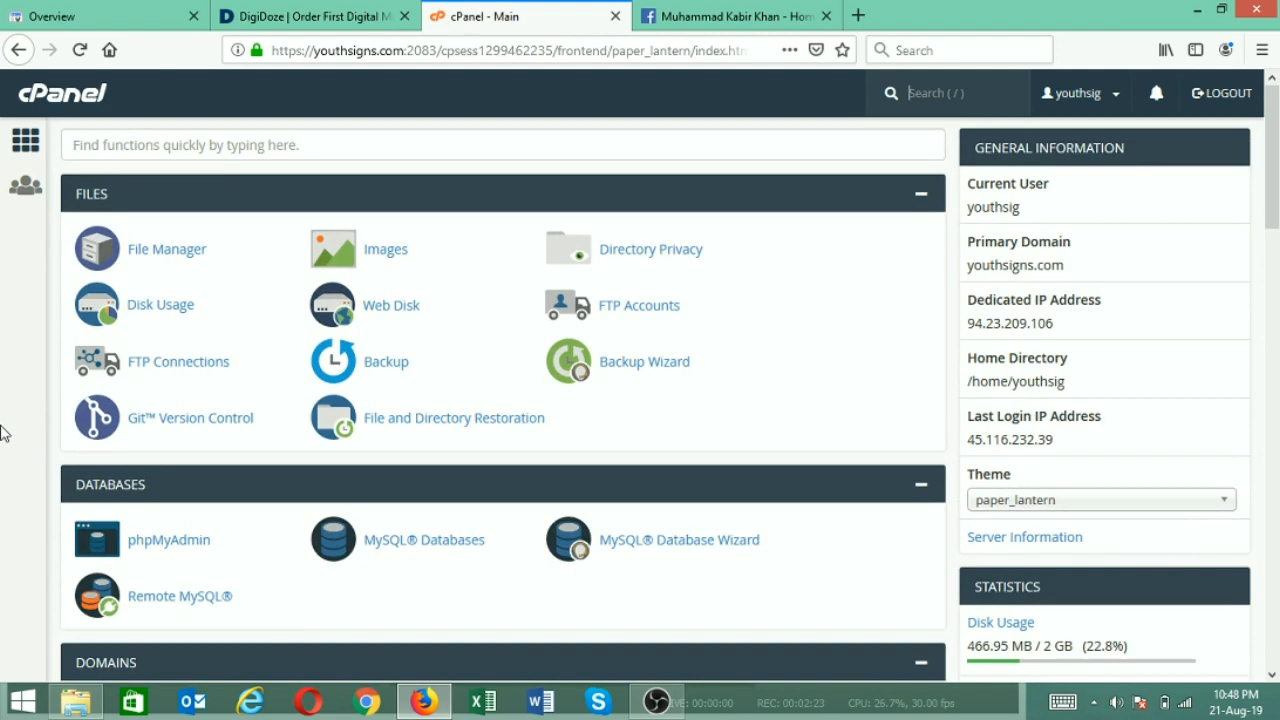 Overview
DigiDoze | Order First Digital M
cPanel - Main
Muhammad Kabir Khan - Hom
https://youthsigns.com:2083/cpsess1299462235/frontend/paper_lantern/index.htm
Search
cPanel
Search ( / )
youthsig
LOGOUT
Find functions quickly by typing here.
FILES
File Manager
Images
Directory Privacy
Disk Usage
Web Disk
FTP Accounts
FTP Connections
Backup
Backup Wizard
Git™ Version Control
File and Directory Restoration
DATABASES
phpMyAdmin
MySQL® Databases
MySQL® Database Wizard
Remote MySQL®
DOMAINS
GENERAL INFORMATION
Current User
youthsig
Primary Domain
youthsigns.com
Dedicated IP Address
94.23.209.106
Home Directory
/home/youthsig
Last Login IP Address
45.116.232.39
Theme
paper_lantern
Server Information
STATISTICS
Disk Usage
466.95 MB / 2 GB (22.8%)
IVE: 00:00:00
REC: 00:02:23
CPU: 26.7%, 30.00 fps
10:48 PM
21-Aug-19